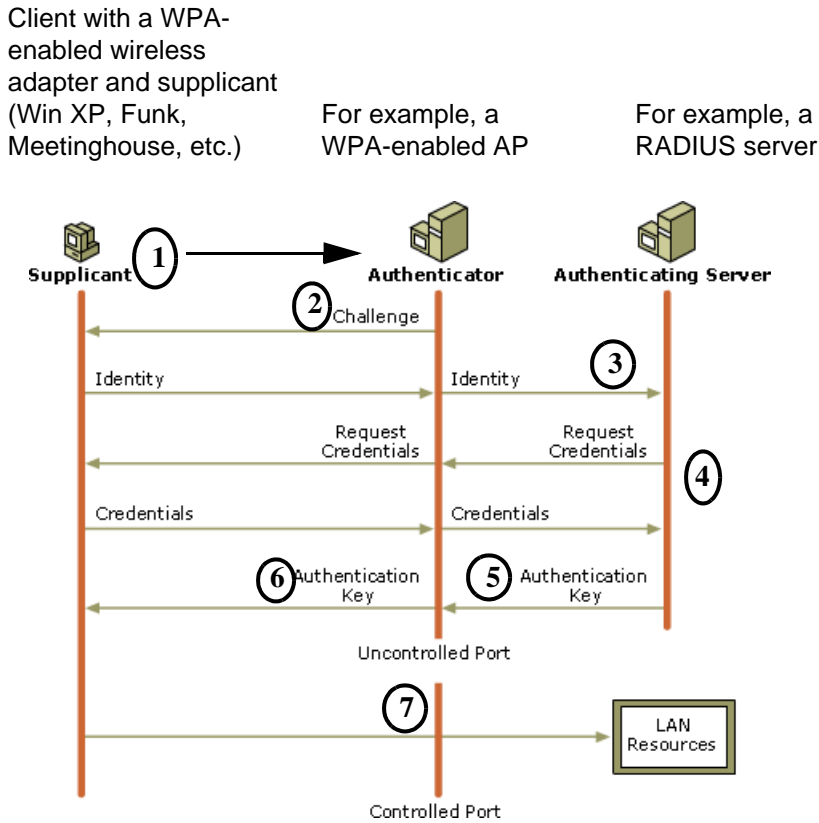 Client with a WPA-
enabled wireless
adapter and supplicant
(Win XP, Funk,
Meetinghouse, etc.)
For example, a
WPA-enabled AP
For example, a
RADIUS server
Supplicant
1
Authenticator
Authenticating Server
2
Challenge
3
Identity
Identity
Request
Credentials
Request
Credentials
4
Credentials
Credentials
6
Authentication
Key
5
Authentication
Key
Uncontrolled Port
7
LAN
Resources
Controlled Port